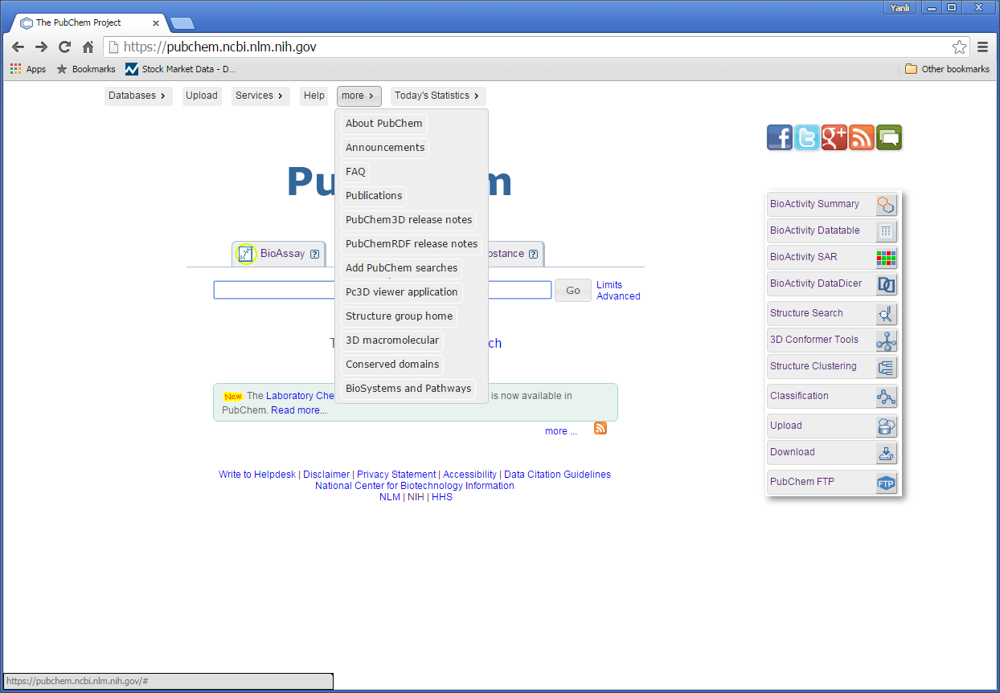 Yanli
The PubChem Project
https://pubchem.ncbi.nlm.nih.gov
Apps Bookmarks Stock Market Data - D... Other bookmarks
Databases Upload Services Help more Today's Statistics
About PubChem
Announcements
FAQ
Publications
PubChem3D release notes
PubChemRDF release notes
Add PubChem searches
Pc3D viewer application
Structure group home
3D macromolecular
Conserved domains
BioSystems and Pathways
Pu m
BioAssay ? bstance ?
Go
Limits
Advanced
T ch
New The Laboratory Che is now available in
PubChem. Read more...
more ...
Write to Helpdesk | Disclaimer | Privacy Statement | Accessibility | Data Citation Guidelines
National Center for Biotechnology Information
NLM | NIH | HHS
f t g+
BioActivity Summary
BioActivity Datatable
BioActivity SAR
BioActivity DataDicer
Structure Search
3D Conformer Tools
Structure Clustering
Classification
Upload
Download
PubChem FTP FTP
https://pubchem.ncbi.nlm.nih.gov/#